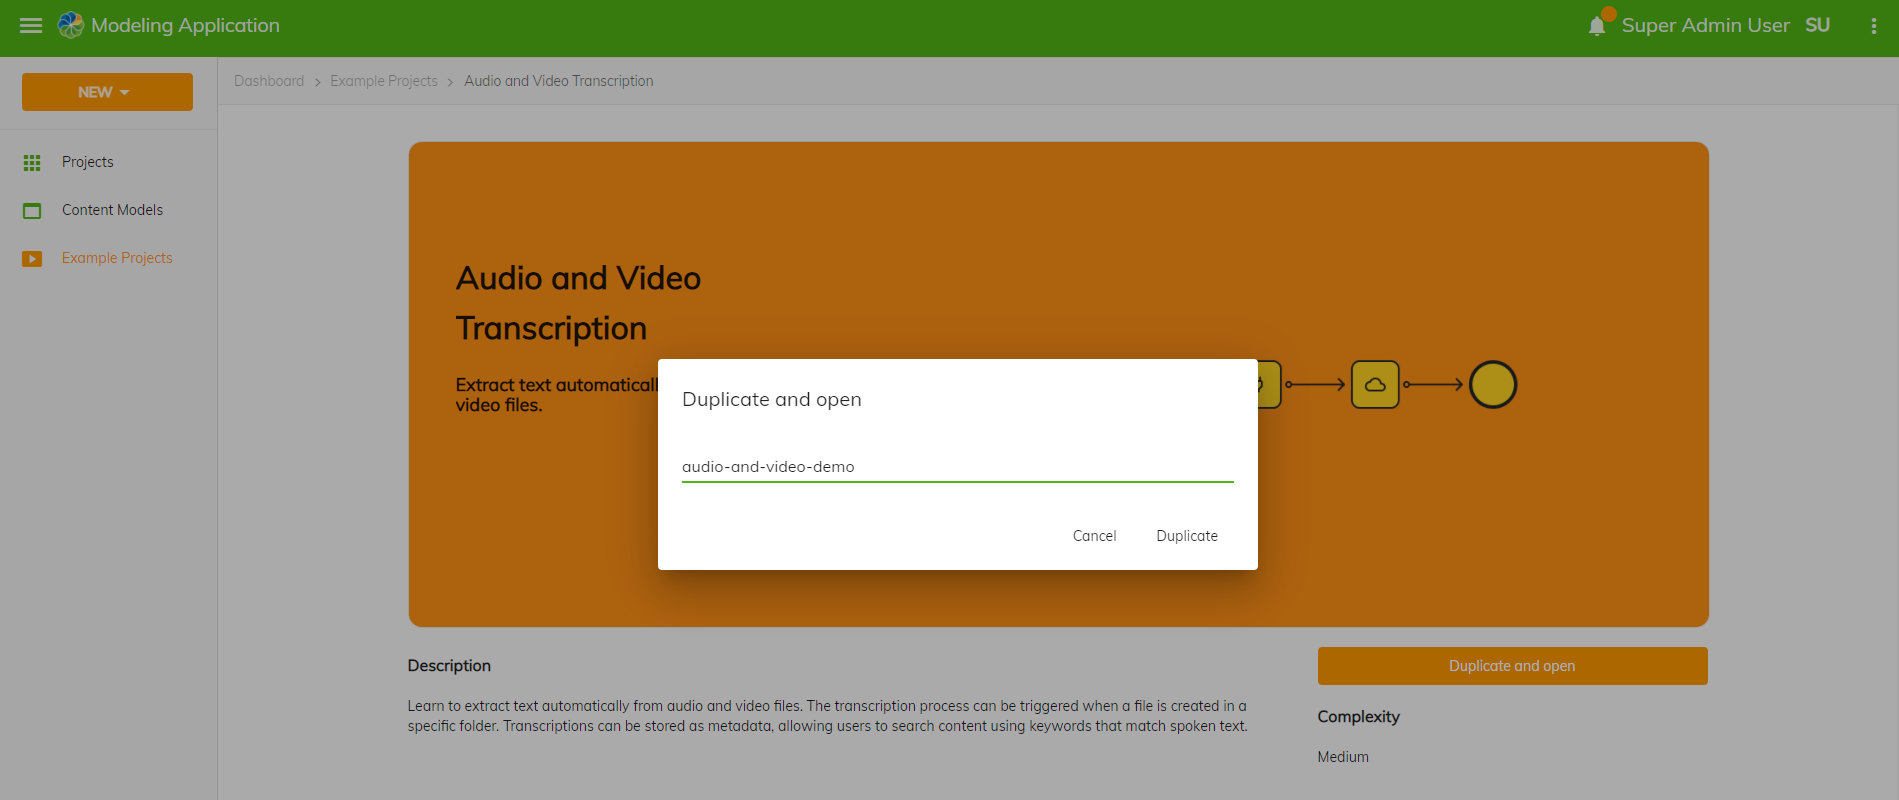 Modeling Application
Super Admin User SU
NEW
Dashboard > Example Projects > Audio and Video Transcription
Projects
Content Models
Example Projects
Audio and Video
Transcription
Extract text automaticall
video files.
Duplicate and open
audio-and-video-demo
Cancel Duplicate
Description
Learn to extract text automatically from audio and video files. The transcription process can be triggered when a file is created in a
specific folder. Transcriptions can be stored as metadata, allowing users to search content using keywords that match spoken text.
Duplicate and open
Complexity
Medium